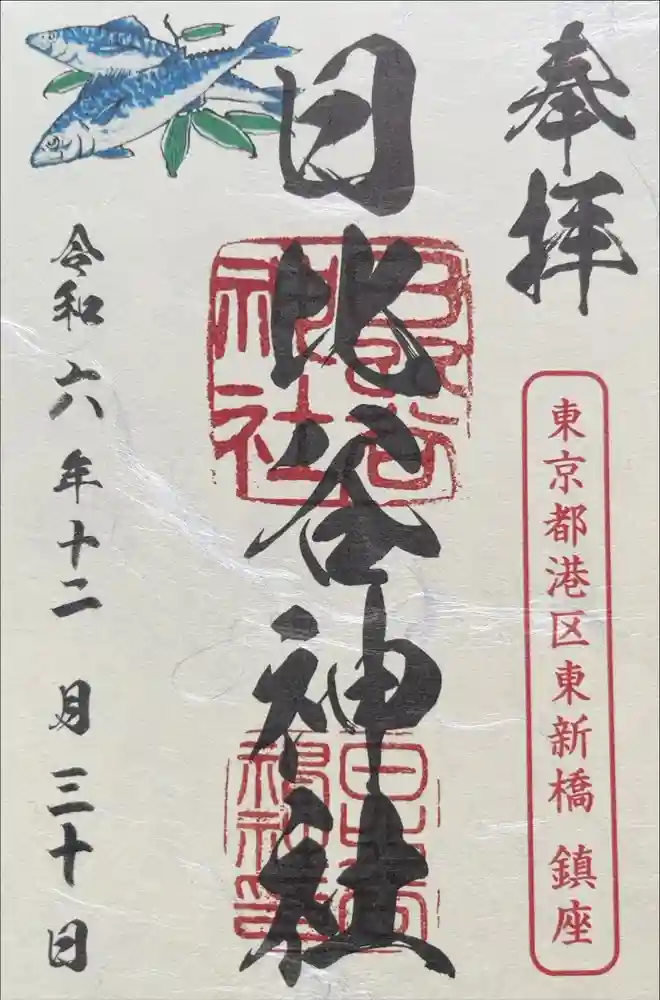 奉拝
東京都港区東新橋 鎮座
日比谷神社
令和六年十二月三十日